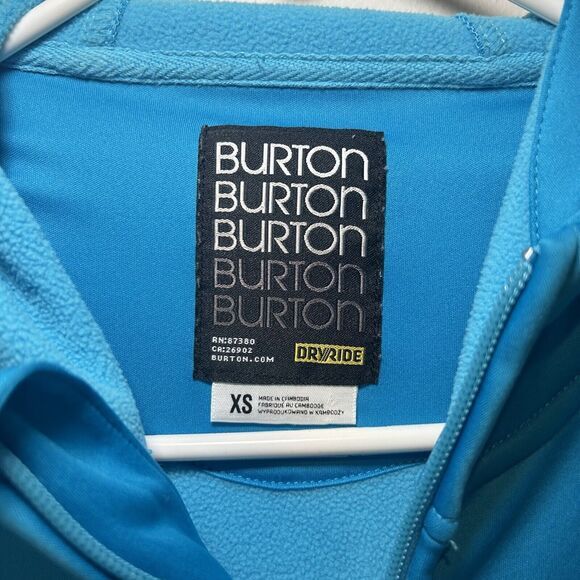 BURTON
BURTON
BURTON
BURTON
BURTON
RN:87380
CA:26902
BURTON.COM
DRYRIDE
XS
MADE IN CAMBODIA
FABRIQUÉ AU CAMBODGE
WYPRODUKOWANO W KAMBODŻY